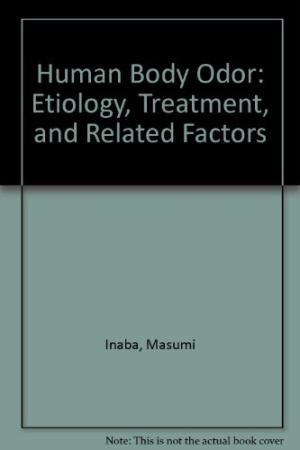 Human Body Odor:
Etiology, Treatment,
and Related Factors
Inaba, Masumi
Note: This is not the actual book cover